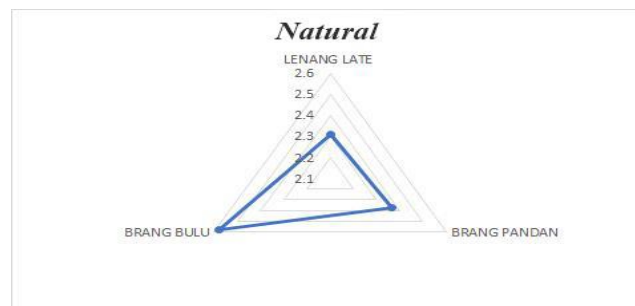 Natural
LENANG LATE
2.6
2.5
2.4
2.3
2.2
2.1
BRANG BULU
BRANG PANDAN